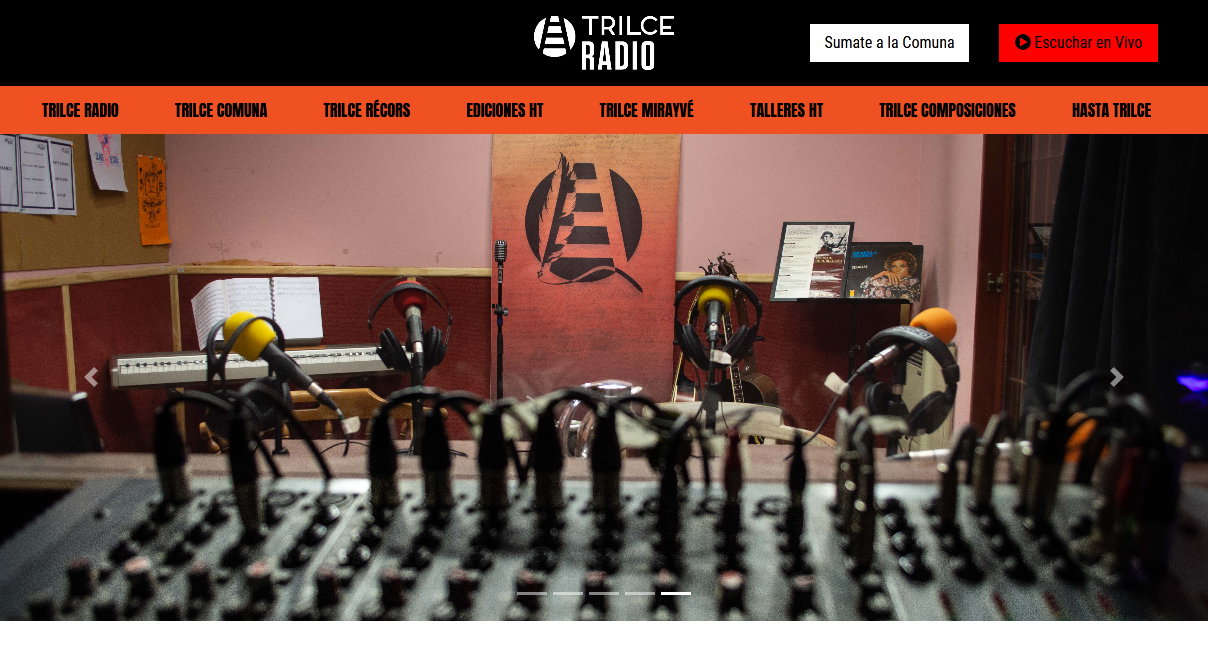 TRILCE
RADIO
Sumate a la Comuna
Escuchar en Vivo
TRILCE RADIO
TRILCE COMUNA
TRILCE RÉCORS
EDICIONES HT
TRILCE MIRAYVÉ
TALLERES HT
TRILCE COMPOSICIONES
HASTA TRILCE